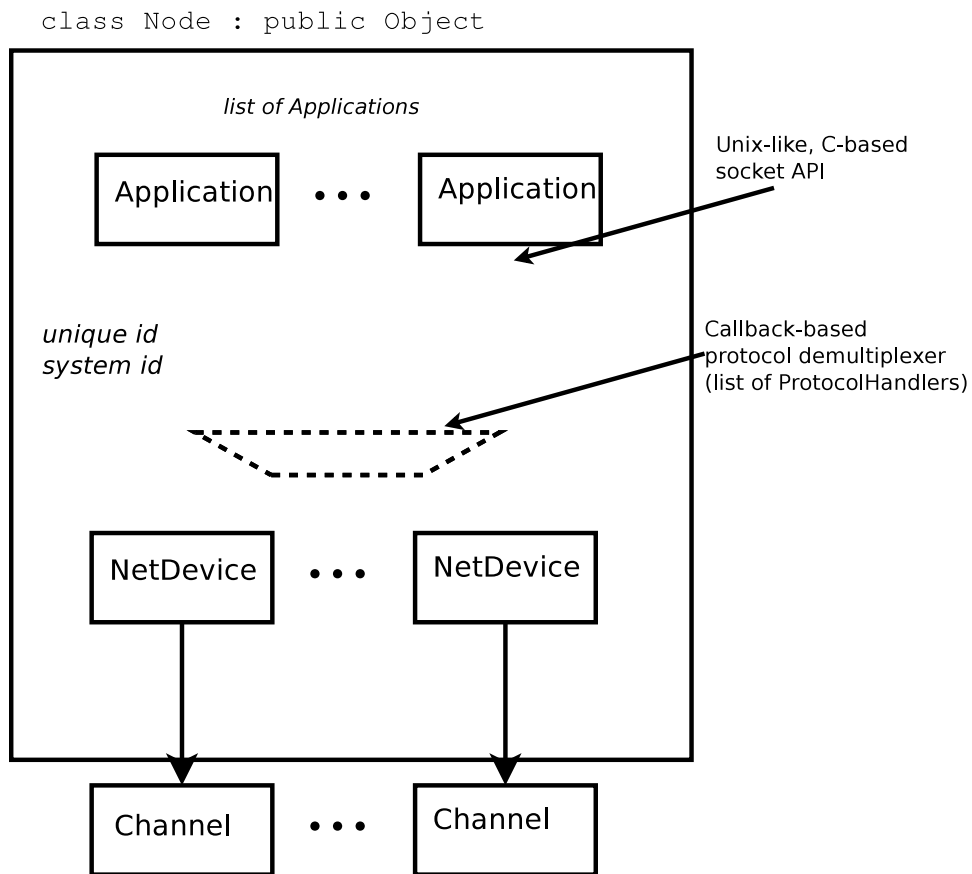 class Node : public Object
list of Applications
Unix-like, C-based
socket API
Application
Application
unique id
system id
Callback-based
protocol demultiplexer
(list of ProtocolHandlers)
NetDevice
NetDevice
Channel
Channel